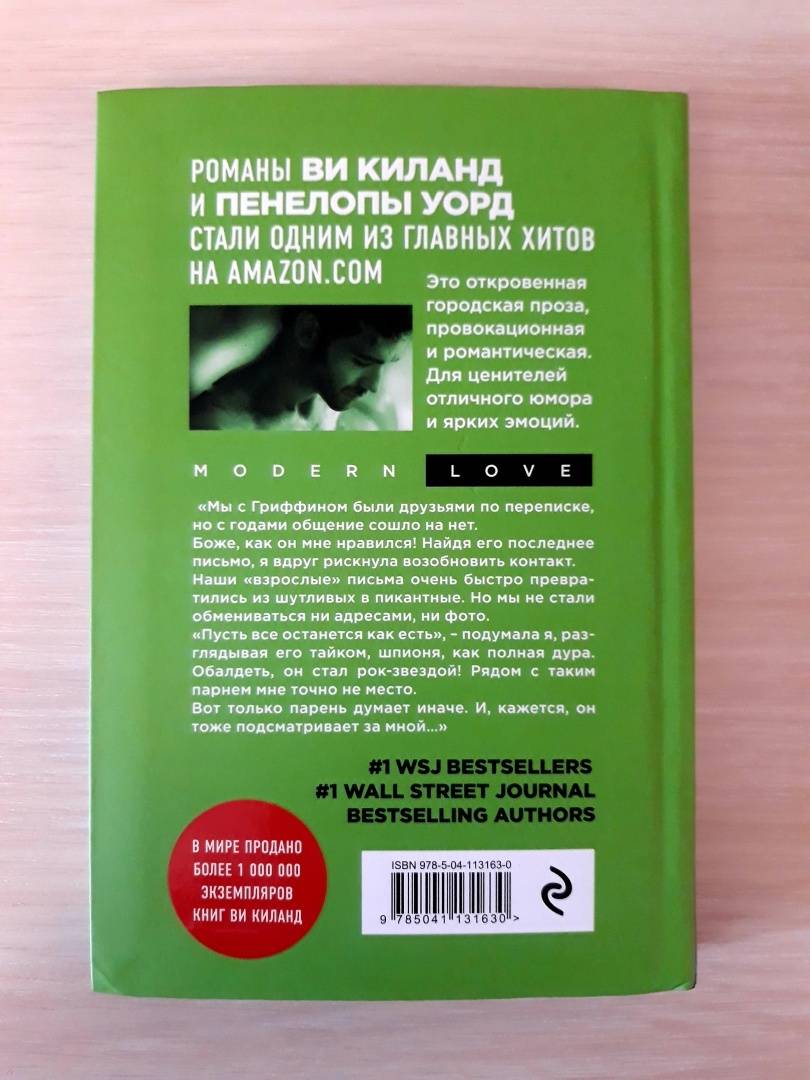 РОМАНЫ ВИ КИЛАНД
И ПЕНЕЛОПЫ УОРД
СТАЛИ ОДНИМ ИЗ ГЛАВНЫХ ХИТОВ
НА AMAZON.COM
Это откровенная
городская проза,
провокационная
и романтическая.
Для ценителей
отличного юмора
и ярких эмоций.
MODERN LOVE
«Мы с Гриффином были друзьями по переписке,
но с годами общение сошло на нет.
Боже, как он мне нравился! Найдя его последнее
письмо, я вдруг рискнула возобновить контакт.
Наши «взрослые» письма очень быстро превра-
тились из шутливых в пикантные. Но мы не стали
обмениваться ни адресами, ни фото.
«Пусть все останется как есть», – подумала я, раз-
глядывая его тайком, шпионя, как полная дура.
Обалдеть, он стал рок-звездой! Рядом с таким
парнем мне точно не место.
Вот только парень думает иначе. И, кажется, он
тоже подсматривает за мной...»
#1 WSJ BESTSELLERS
#1 WALL STREET JOURNAL
BESTSELLING AUTHORS
В МИРЕ ПРОДАНО
БОЛЕЕ 1 000 000
ЭКЗЕМПЛЯРОВ
КНИГ ВИ КИЛАНД
ISBN 978-5-04-113163-0
9 785041 131630 >